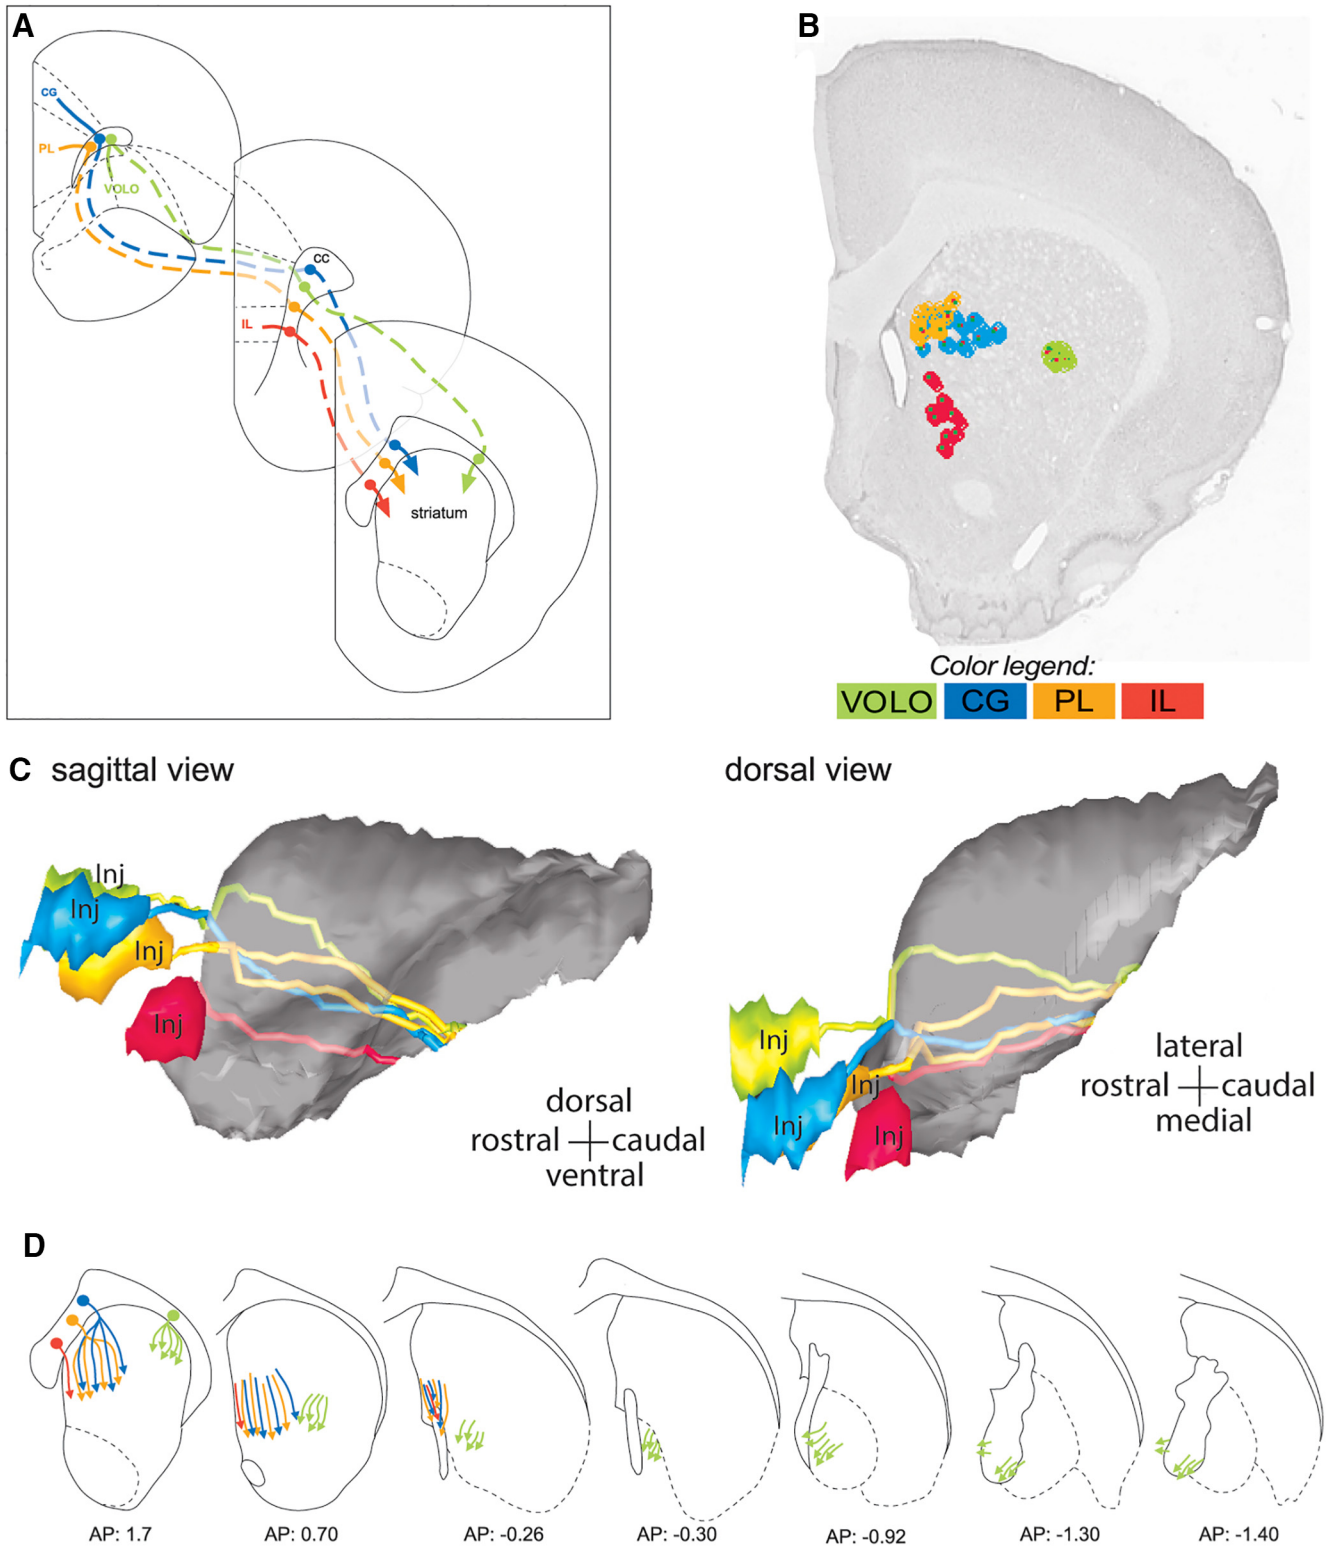 A
CG
PL
VOLO
CC
IL
striatum
B
Color legend:
VOLO CG PL IL
C sagittal view
dorsal view
Inj
Inj
Inj
Inj
dorsal
rostral caudal
ventral
Inj
Inj
Inj
Inj
lateral
rostral caudal
medial
D
AP: 1.7 AP: 0.70 AP: -0.26 AP: -0.30 AP: -0.92 AP: -1.30 AP: -1.40